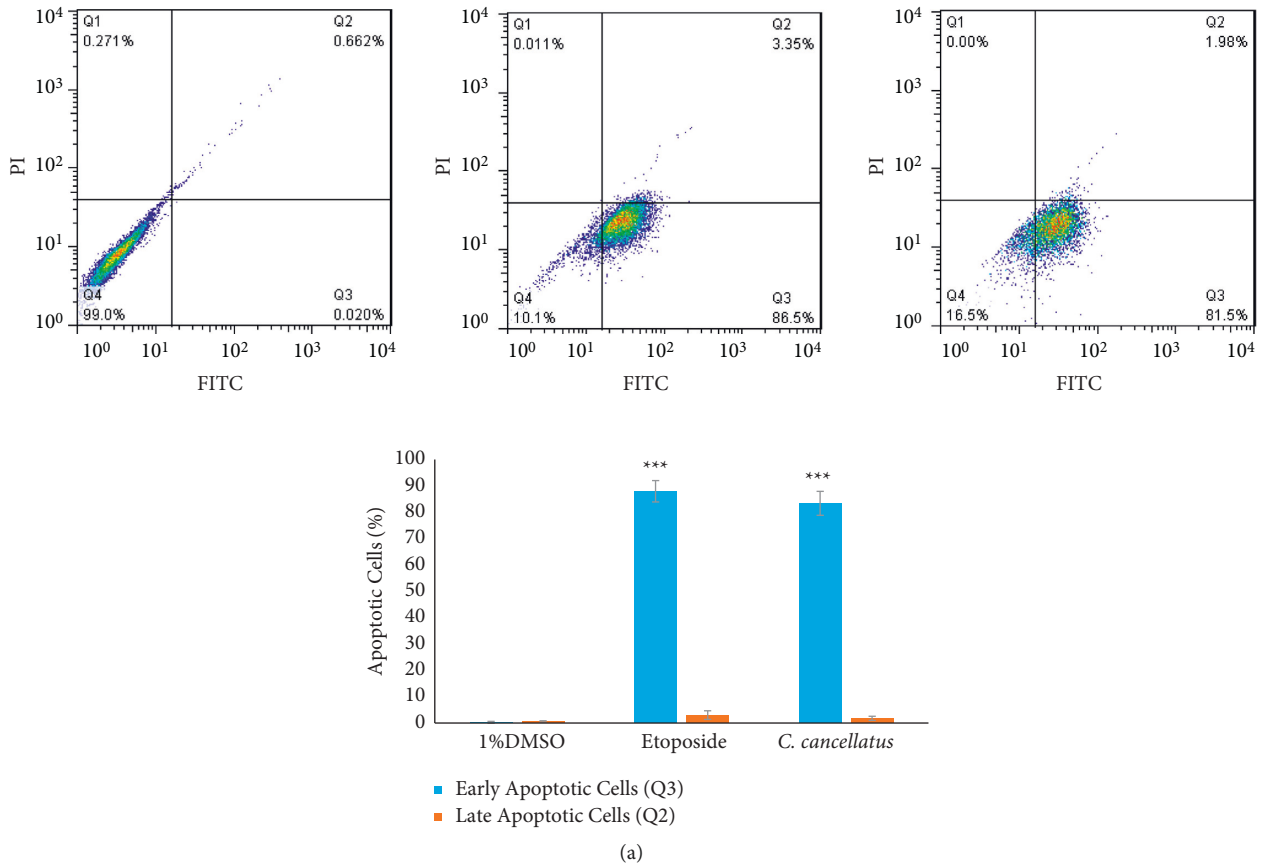 10⁴
10³
10²
10¹
10⁰
PI
Q1
0.271%
Q2
0.662%
Q4
99.0%
Q3
0.020%
10⁰ 10¹ 10² 10³ 10⁴
FITC
10⁴
10³
10²
10¹
10⁰
PI
Q1
0.011%
Q2
3.35%
Q4
10.1%
Q3
86.5%
10⁰ 10¹ 10² 10³ 10⁴
FITC
10⁴
10³
10²
10¹
10⁰
PI
Q1
0.00%
Q2
1.98%
Q4
16.5%
Q3
81.5%
10⁰ 10¹ 10² 10³ 10⁴
FITC
Apoptotic Cells (%)
100
90
80
70
60
50
40
30
20
10
0
*** ***
1%DMSO Etoposide C. cancellatus
Early Apoptotic Cells (Q3)
Late Apoptotic Cells (Q2)
(a)